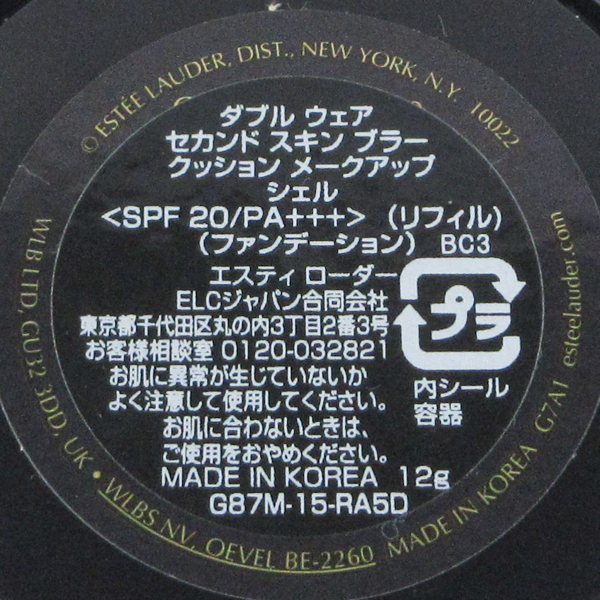 © ESTÉE LAUDER, DIST., NEW YORK, N.Y. 10022
ダブル ウェア
セカンド スキン ブラー
クッション メークアップ
シェル
<SPF 20/PA+++> (リフィル)
(ファンデーション) BC3
エスティ ローダー
ELCジャパン合同会社
東京都千代田区丸の内3丁目2番3号
お客様相談室 0120-032821
お肌に異常が生じていないか
よく注意して使用してください。
お肌に合わないときは、
ご使用をおやめください。
プラ
内シール
容器
MADE IN KOREA 12g
G87M-15-RA5D
WLB LTD, GU32 3DD, UK • WLBS NV, OEVEL BE-2260 MADE IN KOREA G7A1 esteelauder.com